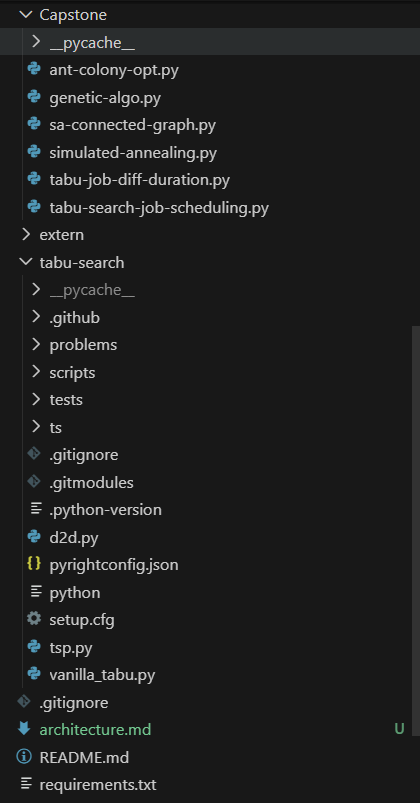 Capstone
__pycache__
ant-colony-opt.py
genetic-algo.py
sa-connected-graph.py
simulated-annealing.py
tabu-job-diff-duration.py
tabu-search-job-scheduling.py
extern
tabu-search
__pycache__
.github
problems
scripts
tests
ts
.gitignore
.gitmodules
.python-version
d2d.py
{} pyrightconfig.json
python
setup.cfg
tsp.py
vanilla_tabu.py
.gitignore
architecture.md U
README.md
requirements.txt